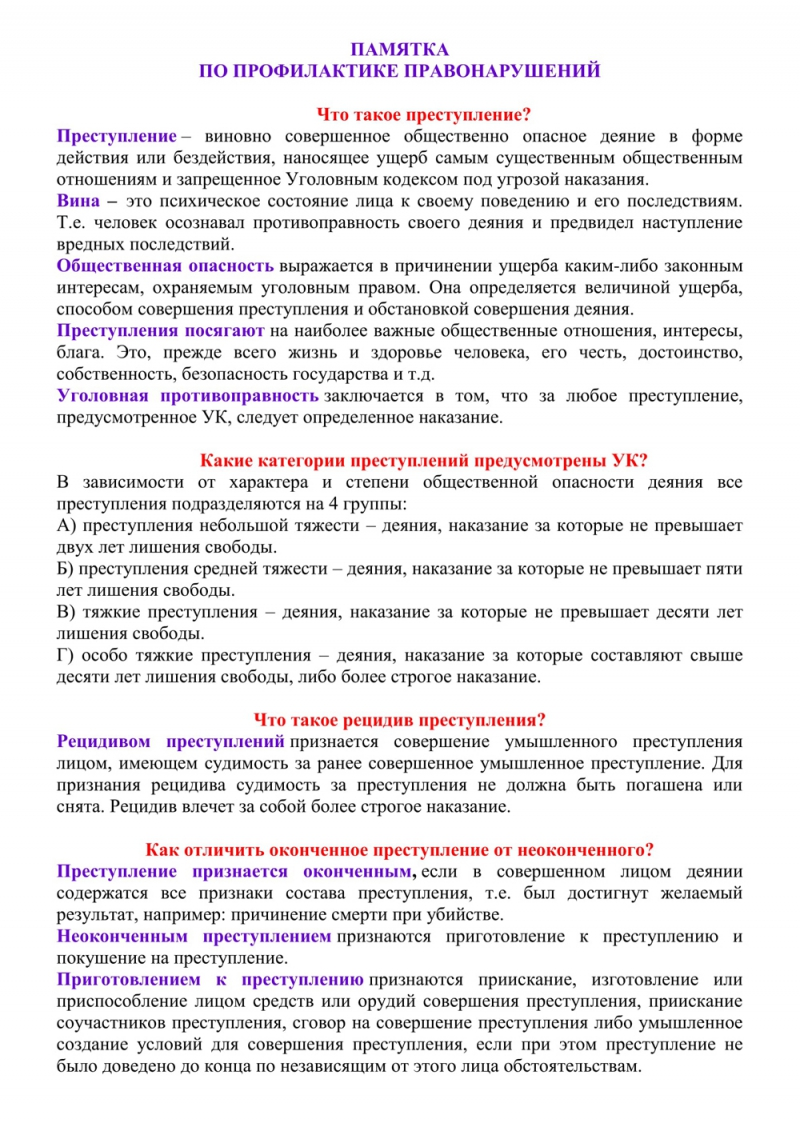 ПАМЯТКА
ПО ПРОФИЛАКТИКЕ ПРАВОНАРУШЕНИЙ
Что такое преступление?
Преступление – виновно совершенное общественно опасное деяние в форме
действия или бездействия, наносящее ущерб самым существенным общественным
отношениям и запрещенное Уголовным кодексом под угрозой наказания.
Вина – это психическое состояние лица к своему поведению и его последствиям.
Т.е. человек осознавал противоправность своего деяния и предвидел наступление
вредных последствий.
Общественная опасность выражается в причинении ущерба каким-либо законным
интересам, охраняемым уголовным правом. Она определяется величиной ущерба,
способом совершения преступления и обстановкой совершения деяния.
Преступления посягают на наиболее важные общественные отношения, интересы,
блага. Это, прежде всего жизнь и здоровье человека, его честь, достоинство,
собственность, безопасность государства и т.д.
Уголовная противоправность заключается в том, что за любое преступление,
предусмотренное УК, следует определенное наказание.
Какие категории преступлений предусмотрены УК?
В зависимости от характера и степени общественной опасности деяния все
преступления подразделяются на 4 группы:
А) преступления небольшой тяжести – деяния, наказание за которые не превышает
двух лет лишения свободы.
Б) преступления средней тяжести – деяния, наказание за которые не превышает пяти
лет лишения свободы.
В) тяжкие преступления – деяния, наказание за которые не превышает десяти лет
лишения свободы.
Г) особо тяжкие преступления – деяния, наказание за которые составляют свыше
десяти лет лишения свободы, либо более строгое наказание.
Что такое рецидив преступления?
Рецидивом преступлений признается совершение умышленного преступления
лицом, имеющем судимость за ранее совершенное умышленное преступление. Для
признания рецидива судимость за преступления не должна быть погашена или
снята. Рецидив влечет за собой более строгое наказание.
Как отличить оконченное преступление от неоконченного?
Преступление признается оконченным, если в совершенном лицом деянии
содержатся все признаки состава преступления, т.е. был достигнут желаемый
результат, например: причинение смерти при убийстве.
Неоконченным преступлением признаются приготовление к преступлению и
покушение на преступление.
Приготовлением к преступлению признаются приискание, изготовление или
приспособление лицом средств или орудий совершения преступления, приискание
соучастников преступления, сговор на совершение преступления либо умышленное
создание условий для совершения преступления, если при этом преступление не
было доведено до конца по независящим от этого лица обстоятельствам.